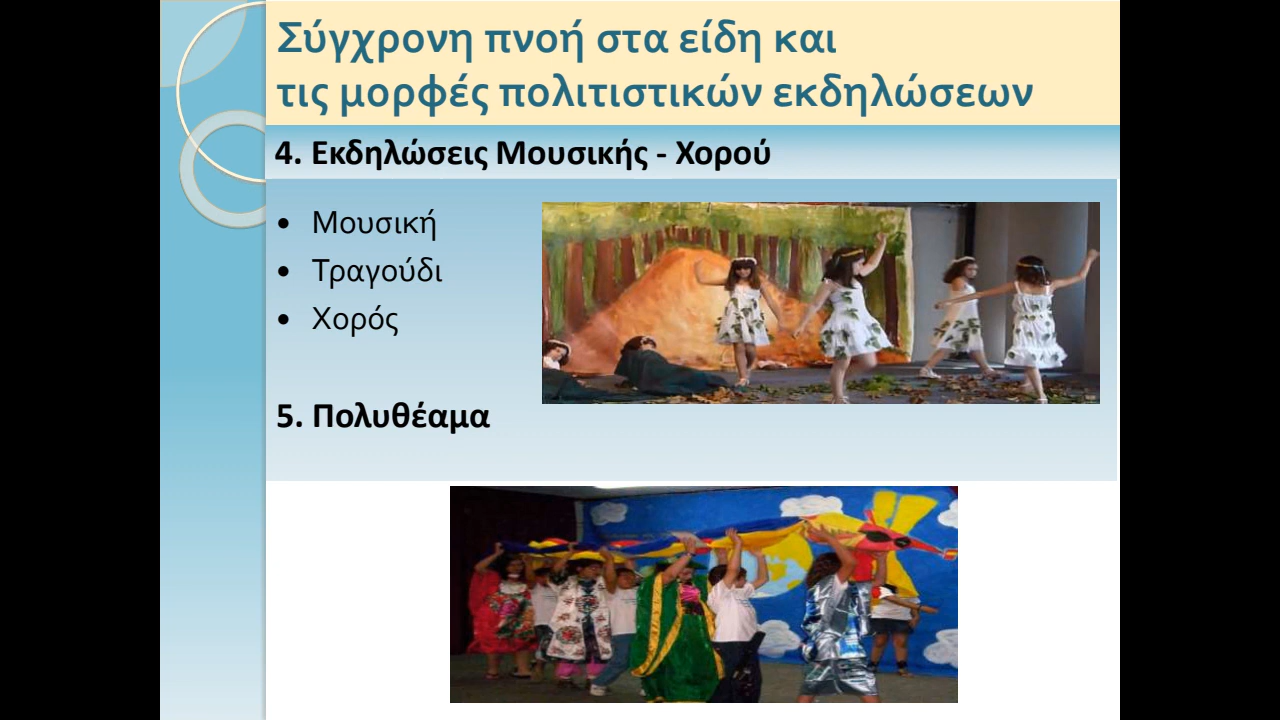 Σύγχρονη πνοή στα είδη και
τις μορφές πολιτιστικών εκδηλώσεων
4. Εκδηλώσεις Μουσικής - Χορού
• Μουσική
• Τραγούδι
• Χορός
5. Πολυθέαμα